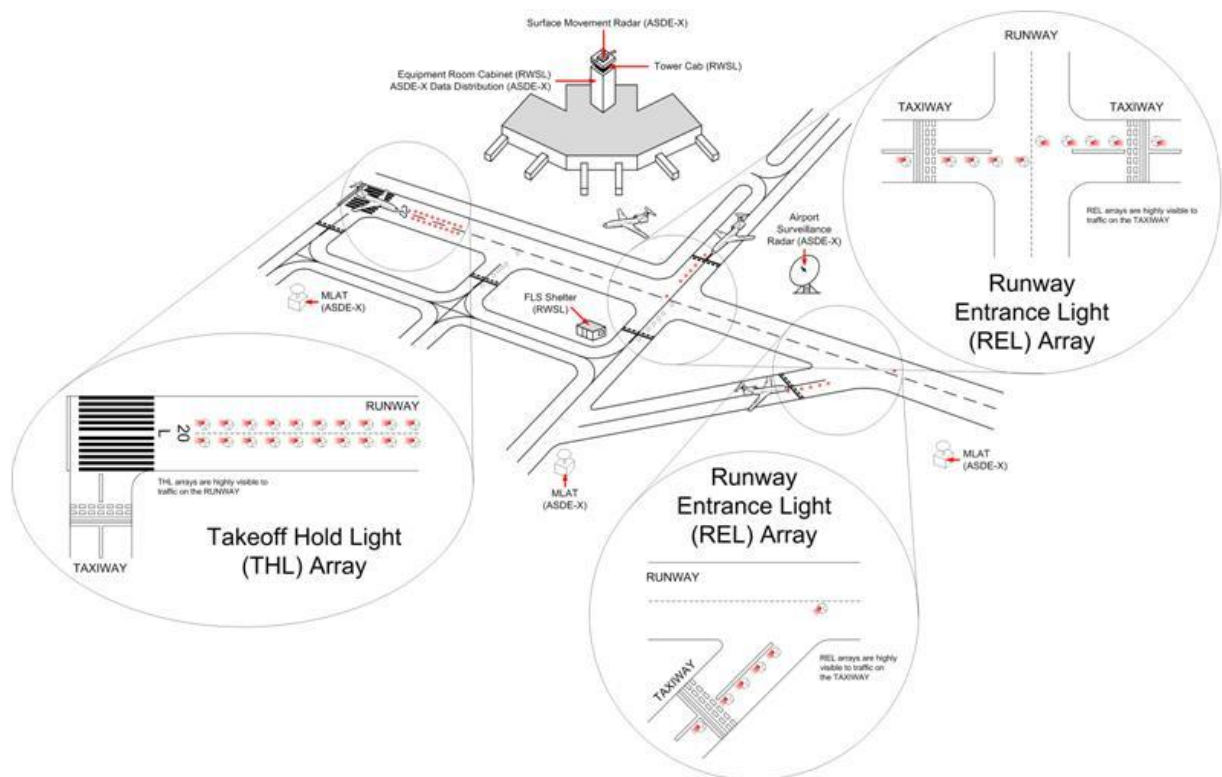 Surface Movement Radar (ASDE-X)
Tower Cab (RWSL)
Equipment Room Cabinet (RWSL)
ASDE-X Data Distribution (ASDE-X)
RUNWAY
TAXIWAY
TAXIWAY
REL arrays are highly visible to
traffic on the TAXIWAY
Runway
Entrance Light
(REL) Array
Airport
Surveillance
Radar (ASDE-X)
MLAT
(ASDE-X)
FLS Shelter
(RWSL)
RUNWAY
20
L
THL arrays are highly visible to
traffic on the RUNWAY
Takeoff Hold Light
(THL) Array
TAXIWAY
MLAT
(ASDE-X)
MLAT
(ASDE-X)
Runway
Entrance Light
(REL) Array
RUNWAY
REL arrays are highly
visible to traffic on
the TAXIWAY
TAXIWAY